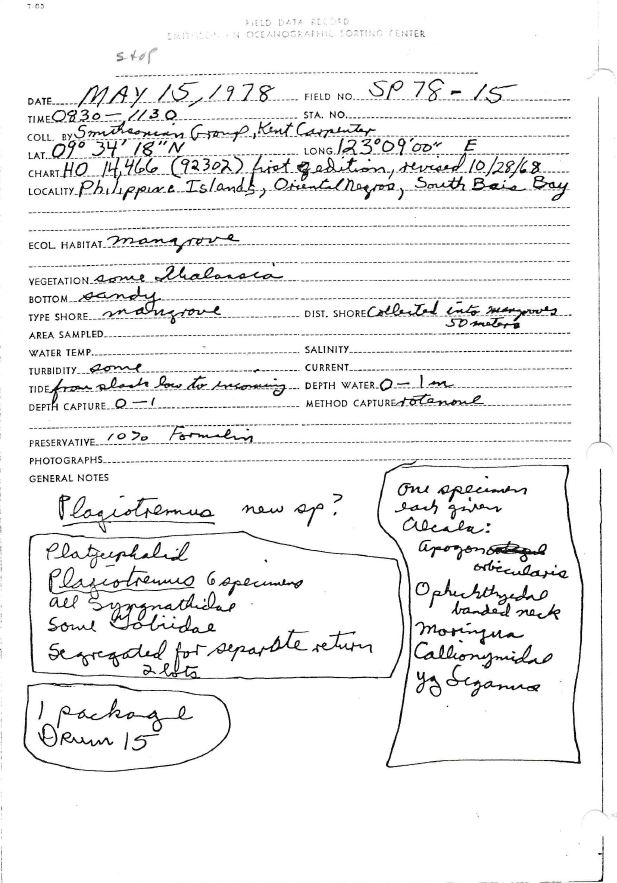 7-65
FIELD DATA RECORD
SMITHSONIAN OCEANOGRAPHIC SORTING CENTER
stop
DATE MAY 15, 1978 FIELD NO. SP 78-15
TIME 0830-1130 STA. NO.
COLL. BY Smithsonian Group, Kent Carpenter
LAT. 09° 34' 18" N LONG. 123° 09' 00" E
CHART HO 14,466 (92302) first edition, revised 10/28/68
LOCALITY Philippine Islands, Oriental Negros, South Bais Bay
ECOL. HABITAT mangrove
VEGETATION some Thalassia
BOTTOM sandy
TYPE SHORE mangrove DIST. SHORE Collected into mangroves
50 meters
AREA SAMPLED
WATER TEMP. SALINITY
TURBIDITY some CURRENT
TIDE from slack low to incoming DEPTH WATER 0-1m
DEPTH CAPTURE 0-1 METHOD CAPTURE rotenone
PRESERVATIVE 10% Formalin
PHOTOGRAPHS
GENERAL NOTES
Plagiotremus new sp?
Platycephalid
Plagiotremus 6 specimens
all Syngnathidae
Some Gobiidae
Segregated for separate return
2 lots
1 package
Drum 15
One specimen
each given
Alcala:
Apogon
orbicularis
Ophichthyidae
banded neck
Moringua
Callionymidae
yg Siganus